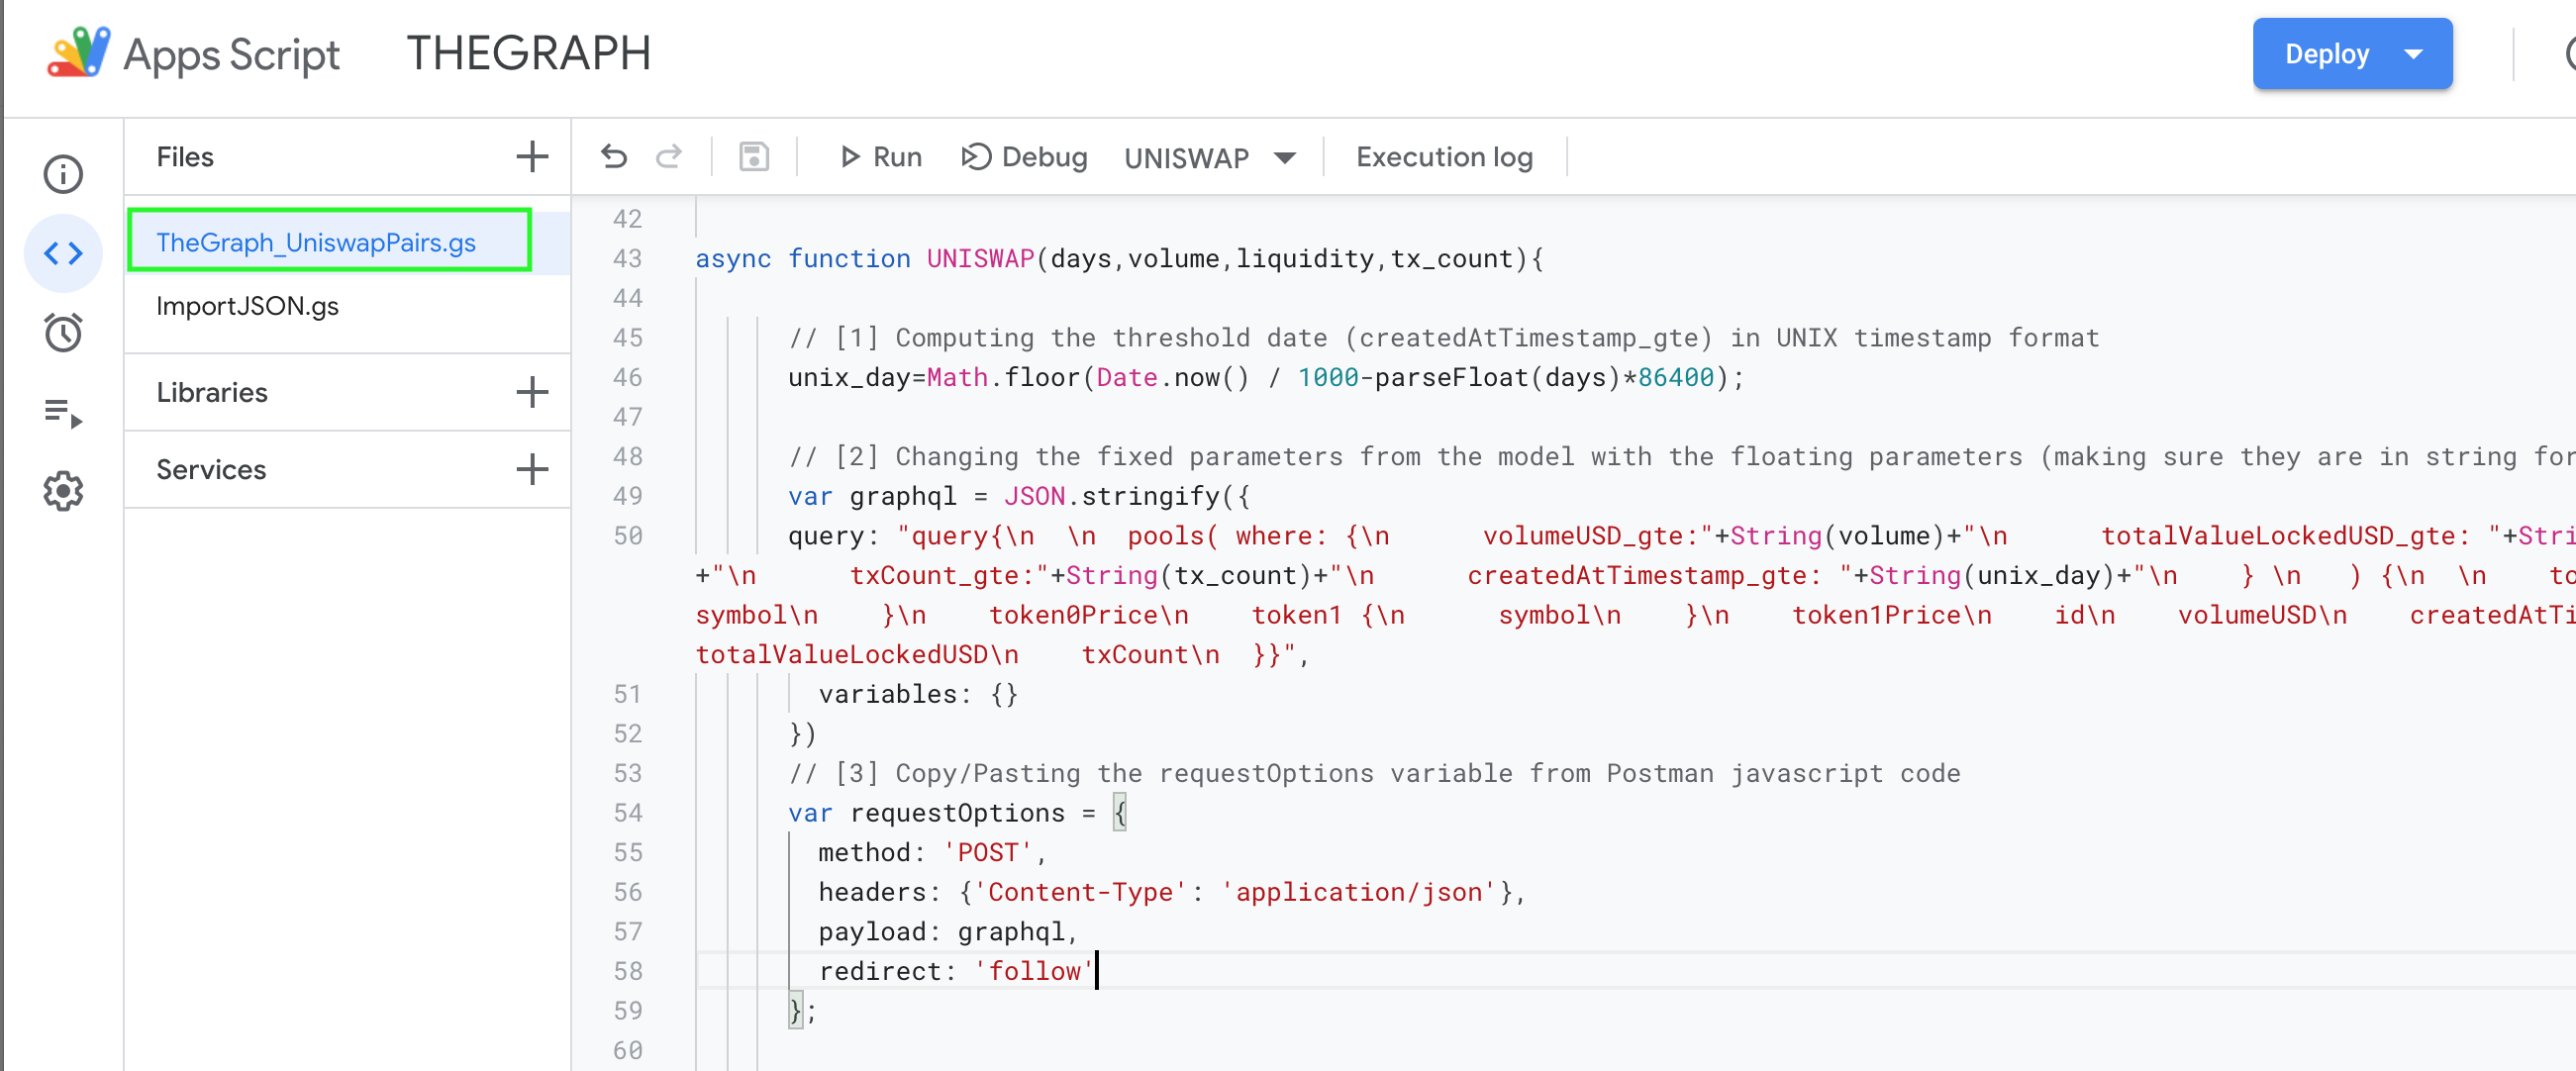 Apps Script THEGRAPH Deploy
Files
Run Debug UNISWAP Execution log
TheGraph_UniswapPairs.gs
ImportJSON.gs
Libraries
Services
42
43 async function UNISWAP(days,volume,liquidity,tx_count){
44
45 // [1] Computing the threshold date (createdAtTimestamp_gte) in UNIX timestamp format
46 unix_day=Math.floor(Date.now() / 1000-parseFloat(days)*86400);
47
48 // [2] Changing the fixed parameters from the model with the floating parameters (making sure they are in string for
49 var graphql = JSON.stringify({
50 query: "query{\n  \n  pools( where: {\n      volumeUSD_gte:"+String(volume)+"\n      totalValueLockedUSD_gte: "+Stri
+"\n      txCount_gte:"+String(tx_count)+"\n      createdAtTimestamp_gte: "+String(unix_day)+"\n    } \n   ) {\n  \n    to
symbol\n    }\n    token0Price\n    token1 {\n      symbol\n    }\n    token1Price\n    id\n    volumeUSD\n    createdAtTi
totalValueLockedUSD\n    txCount\n  }}",
51 variables: {}
52 })
53 // [3] Copy/Pasting the requestOptions variable from Postman javascript code
54 var requestOptions = {
55 method: 'POST',
56 headers: {'Content-Type': 'application/json'},
57 payload: graphql,
58 redirect: 'follow'
59 };
60